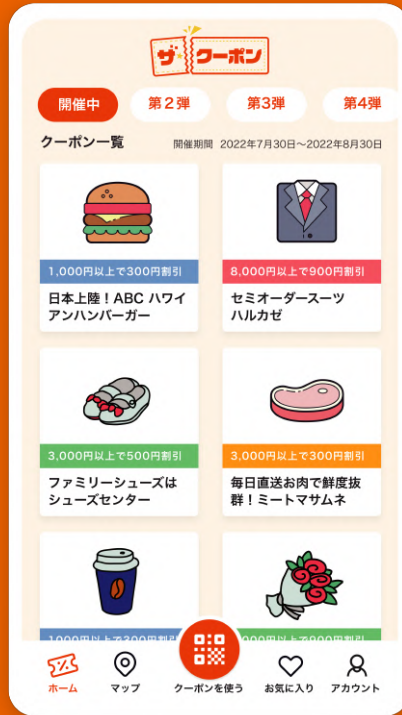 ザ・クーポン
開催中
第2弾
第3弾
第4弾
クーポン一覧
開催期間 2022年7月30日〜2022年8月30日
1,000円以上で300円割引
日本上陸!ABC ハワイ
アンハンバーガー
8,000円以上で900円割引
セミオーダースーツ
ハルカゼ
3,000円以上で500円割引
ファミリーシューズは
シューズセンター
3,000円以上で300円割引
毎日直送お肉で鮮度抜
群!ミートマサムネ
ホーム
マップ
クーポンを使う
お気に入り
アカウント